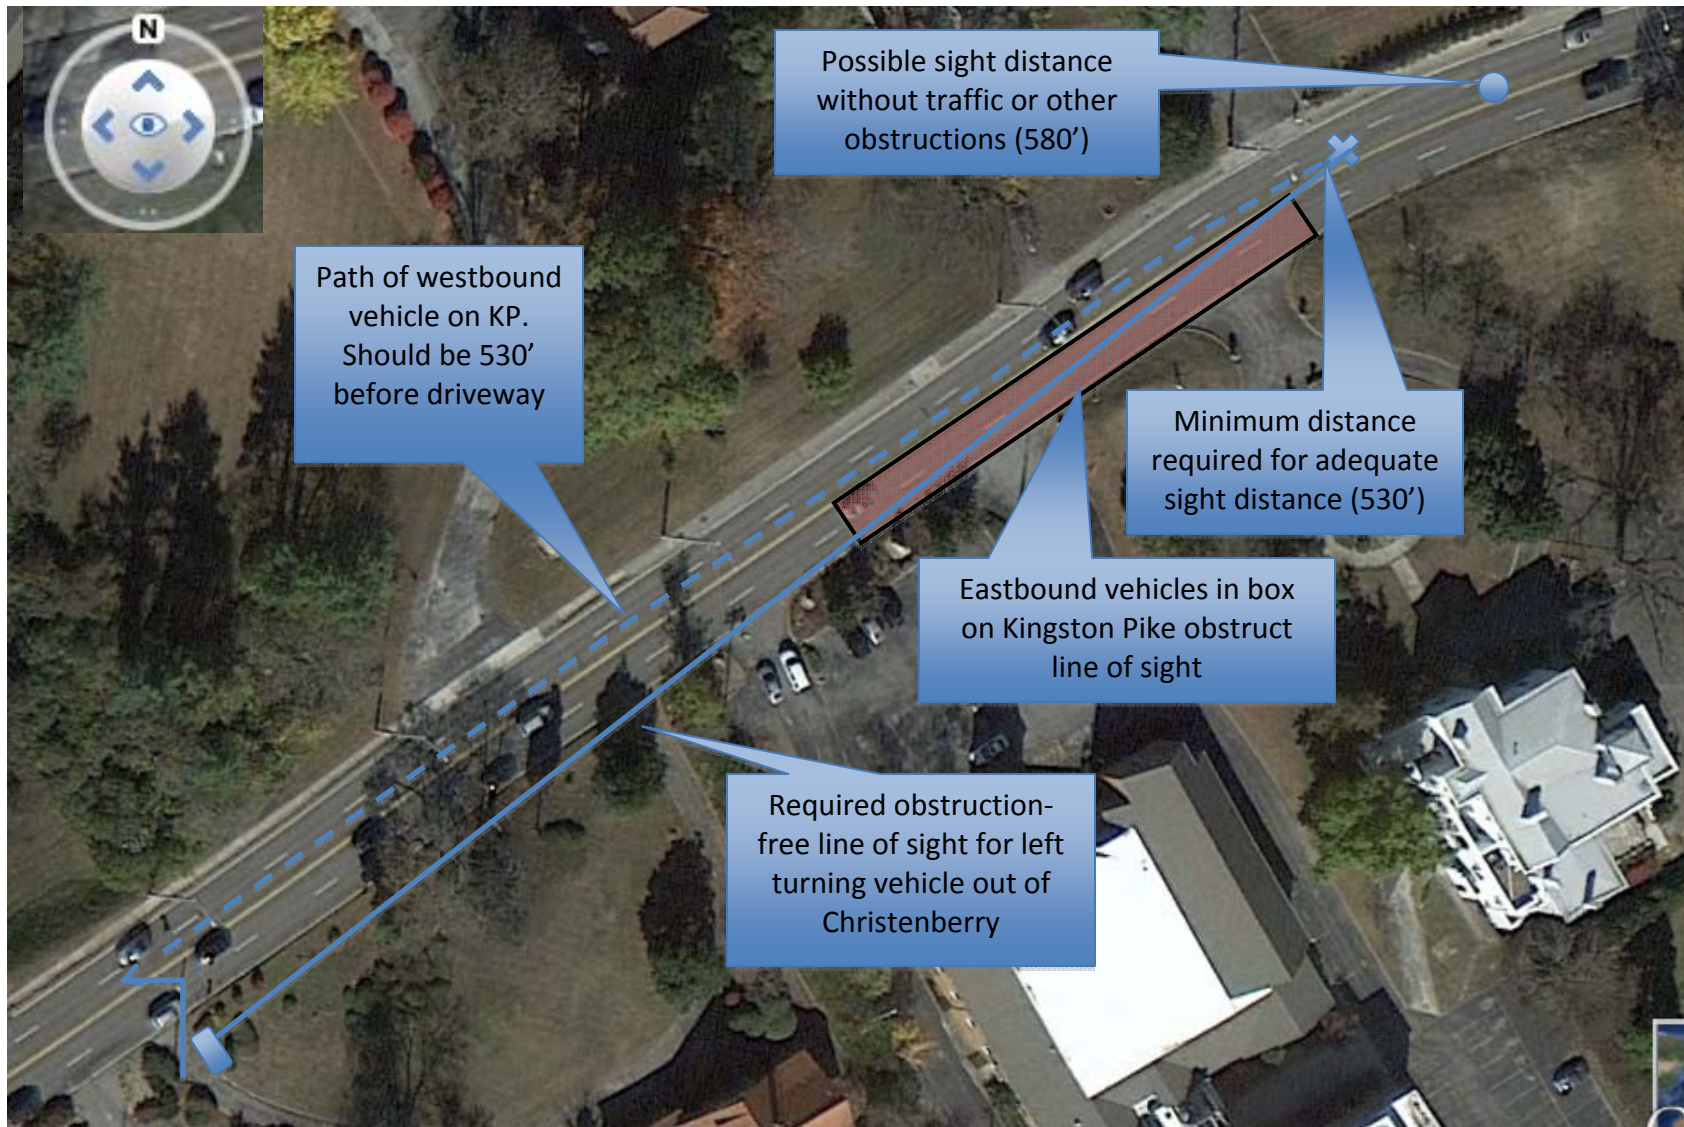 N
Possible sight distance
without traffic or other
obstructions (580’)
Path of westbound
vehicle on KP.
Should be 530’
before driveway
Minimum distance
required for adequate
sight distance (530’)
Eastbound vehicles in box
on Kingston Pike obstruct
line of sight
Required obstruction-
free line of sight for left
turning vehicle out of
Christenberry